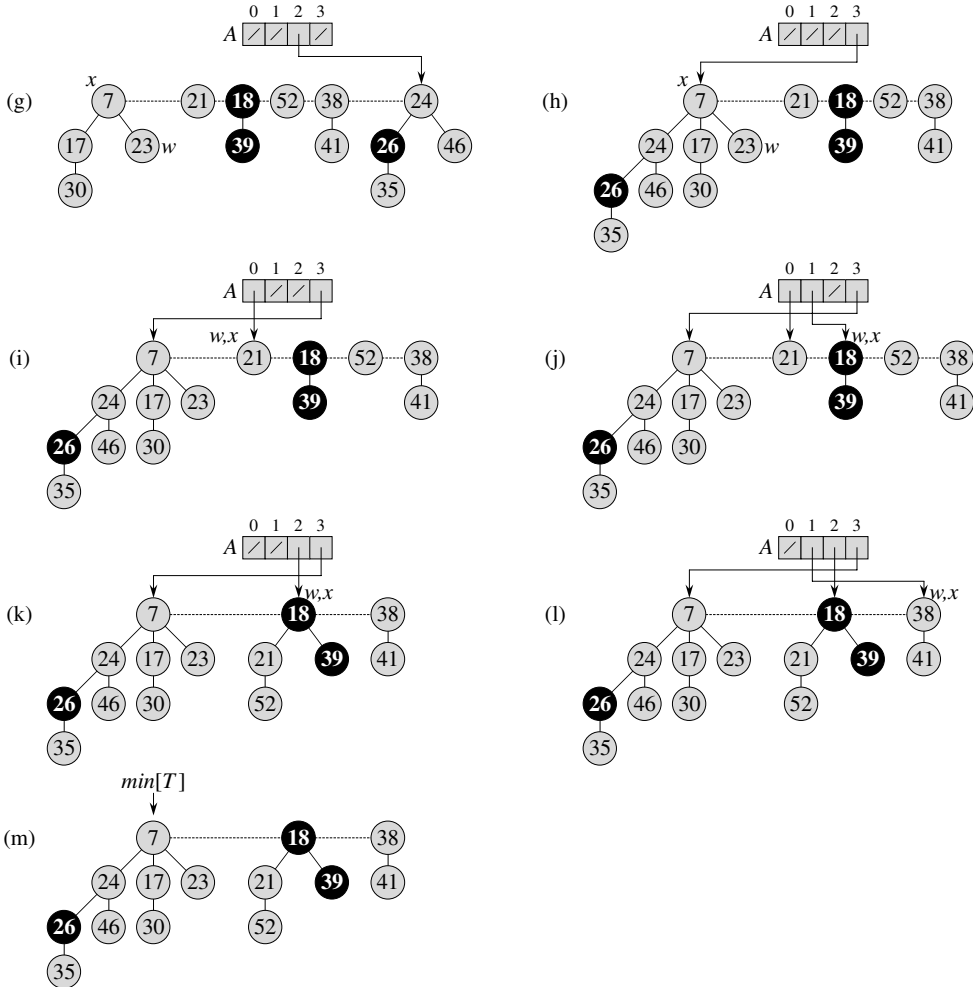 0 1 2 3
A
x
(g) 7 21 18 52 38 24
17 23 w 39 41 26 46
30 35
0 1 2 3
A
x
(h) 7 21 18 52 38
24 17 23 w 39 41
26 46 30
35
0 1 2 3
A
w,x
(i) 7 21 18 52 38
24 17 23 39 41
26 46 30
35
0 1 2 3
A
w,x
(j) 7 21 18 52 38
24 17 23 39 41
26 46 30
35
0 1 2 3
A
w,x
(k) 7 18 38
24 17 23 21 39 41
26 46 30 52
35
0 1 2 3
A
w,x
(l) 7 18 38
24 17 23 21 39 41
26 46 30 52
35
min[T]
(m) 7 18 38
24 17 23 21 39 41
26 46 30 52
35